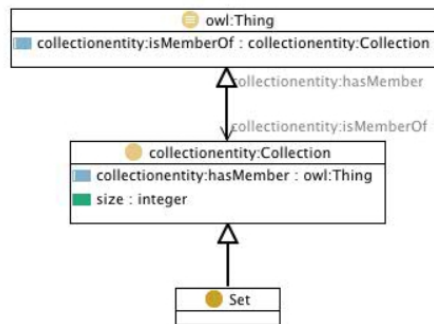 owl:Thing
collectionentity:isMemberOf : collectionentity:Collection
collectionentity:hasMember
collectionentity:isMemberOf
collectionentity:Collection
collectionentity:hasMember : owl:Thing
size : integer
Set